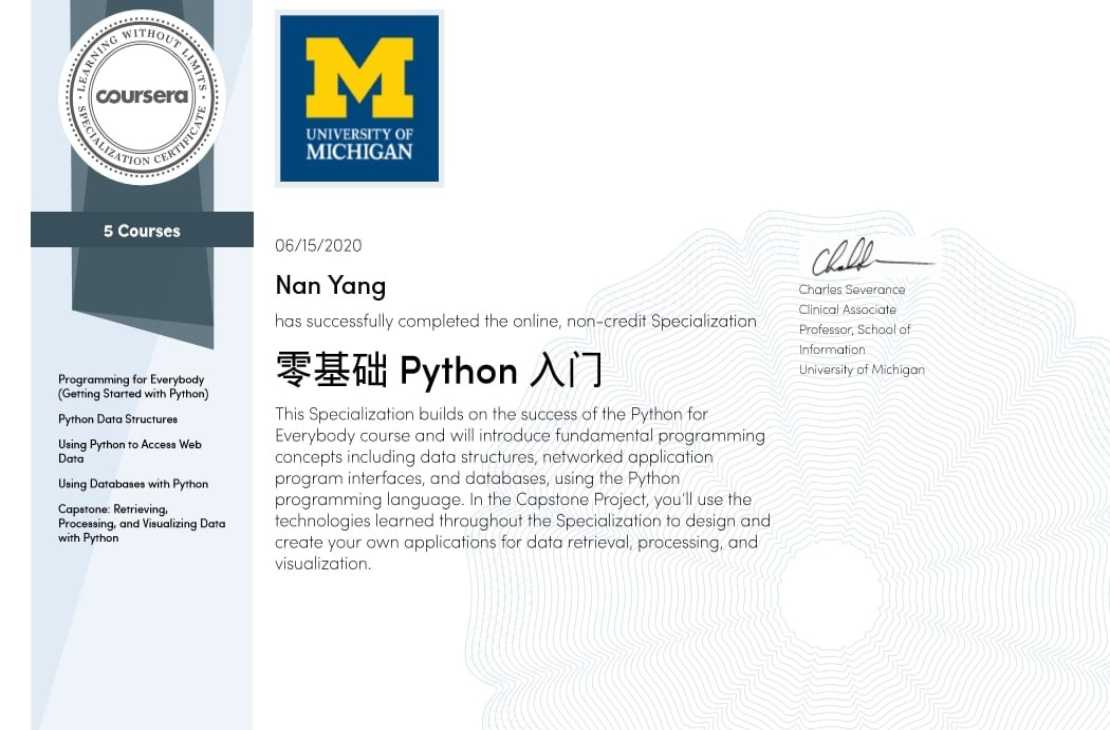 LEARNING WITHOUT LIMITS
coursera
SPECIALIZATION CERTIFICATE
5 Courses
Programming for Everybody
(Getting Started with Python)
Python Data Structures
Using Python to Access Web
Data
Using Databases with Python
Capstone: Retrieving,
Processing, and Visualizing Data
with Python
M
UNIVERSITY OF
MICHIGAN
06/15/2020
Nan Yang
has successfully completed the online, non-credit Specialization
零基础 Python 入门
This Specialization builds on the success of the Python for
Everybody course and will introduce fundamental programming
concepts including data structures, networked application
program interfaces, and databases, using the Python
programming language. In the Capstone Project, you'll use the
technologies learned throughout the Specialization to design and
create your own applications for data retrieval, processing, and
visualization.
Charles Severance
Clinical Associate
Professor, School of
Information
University of Michigan